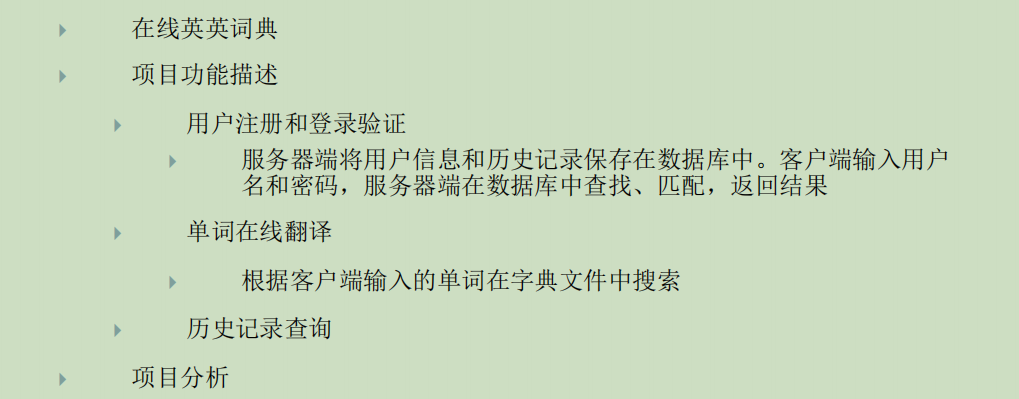 在线英英词典
项目功能描述
用户注册和登录验证
服务器端将用户信息和历史记录保存在数据库中。客户端输入用户
名和密码，服务器端在数据库中查找、匹配，返回结果
单词在线翻译
根据客户端输入的单词在字典文件中搜索
历史记录查询
项目分析